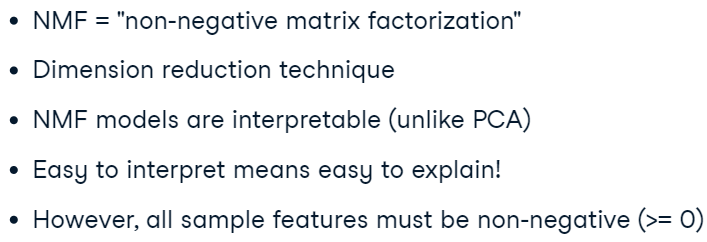 • NMF = "non-negative matrix factorization"
• Dimension reduction technique
• NMF models are interpretable (unlike PCA)
• Easy to interpret means easy to explain!
• However, all sample features must be non-negative (>= 0)